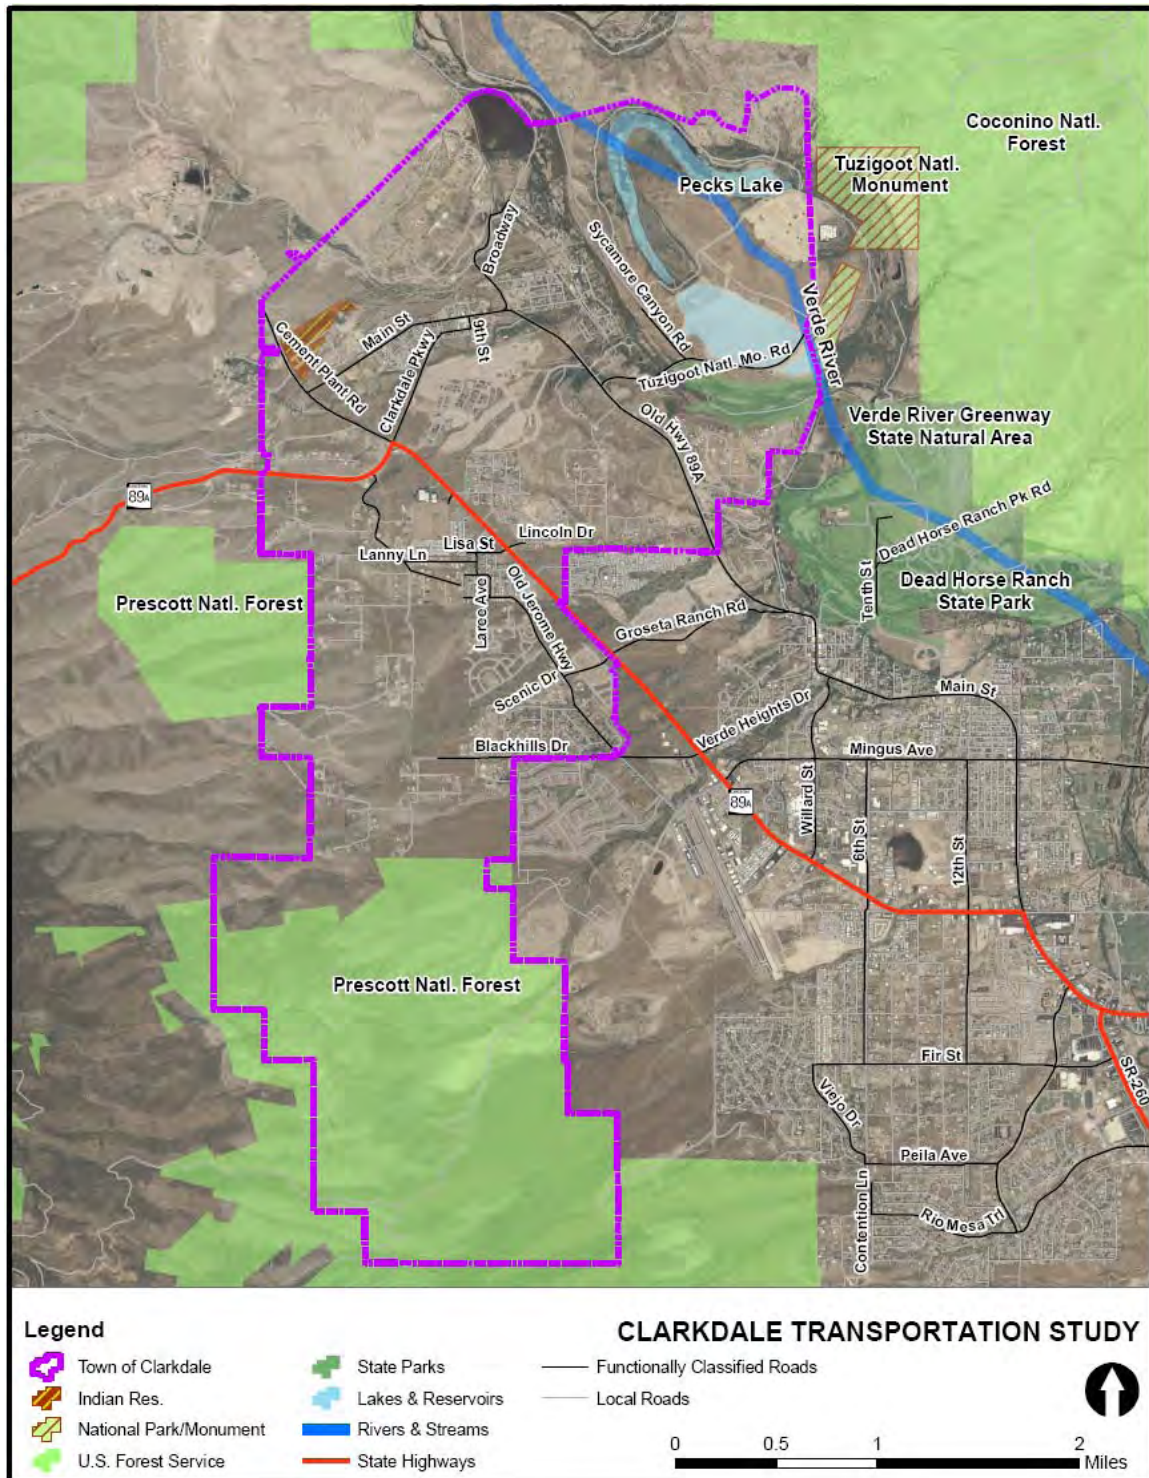 Coconino Natl.
Forest
Tuzigoot Natl.
Monument
Pecks Lake
Broadway
Sycamore Canyon Rd
Verde River
Main St
9th St
Cement Plant Rd
Clarkdale Pkwy
Tuzigoot Natl. Mo. Rd
Old Hwy 89A
Verde River Greenway
State Natural Area
89A
Dead Horse Ranch Pk Rd
Lincoln Dr
Lisa St
Lanny Ln
Old Jerome Hwy
Tenth St
Dead Horse Ranch
State Park
Prescott Natl. Forest
Laree Ave
Groseta Ranch Rd
Scenic Dr
Main St
Verde Heights Dr
Blackhills Dr
Mingus Ave
89A
Willard St
6th St
12th St
Prescott Natl. Forest
Fir St
SR-260
Viejo Dr
Peila Ave
Contention Ln
Rio Mesa Trl
Legend
CLARKDALE TRANSPORTATION STUDY
Town of Clarkdale
State Parks
Functionally Classified Roads
Indian Res.
Lakes & Reservoirs
Local Roads
National Park/Monument
Rivers & Streams
U.S. Forest Service
State Highways
0 0.5 1 2
Miles